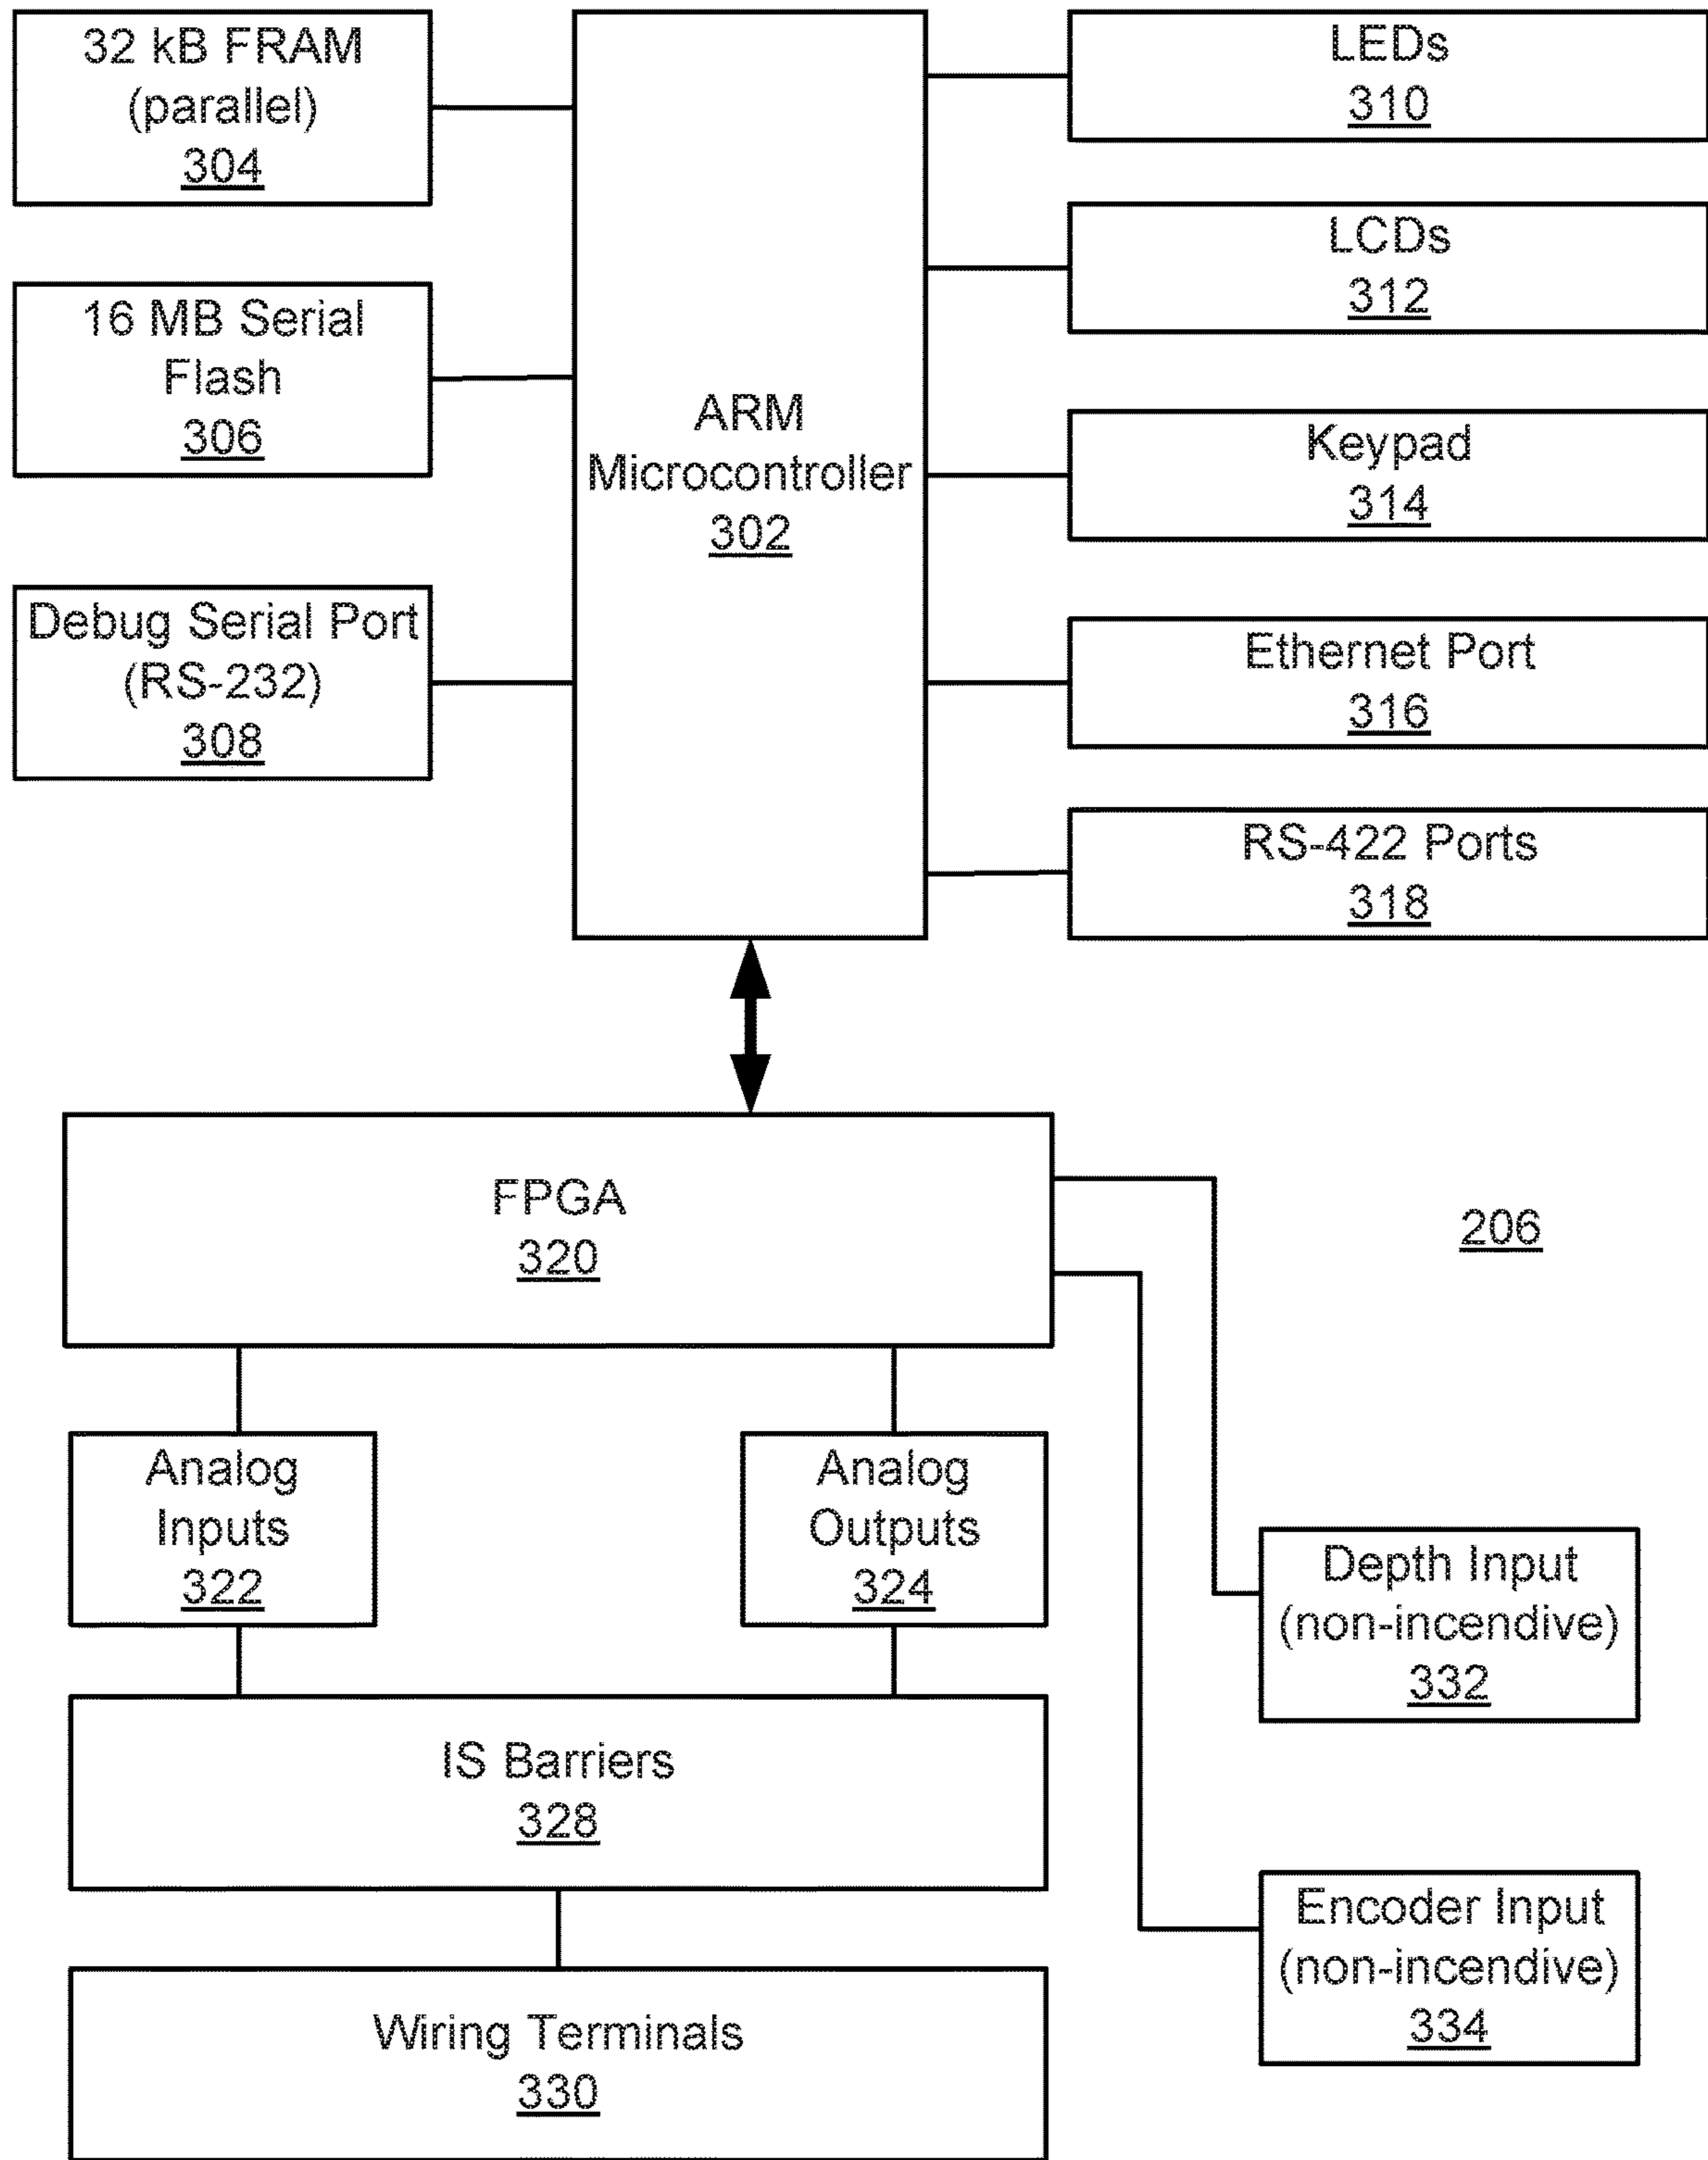 32 kB FRAM
(parallel)
304
16 MB Serial
Flash
306
Debug Serial Port
(RS-232)
308
ARM
Microcontroller
302
LEDs
310
LCDs
312
Keypad
314
Ethernet Port
316
RS-422 Ports
318
FPGA
320
206
Analog
Inputs
322
Analog
Outputs
324
Depth Input
(non-incendive)
332
IS Barriers
328
Encoder Input
(non-incendive)
334
Wiring Terminals
330